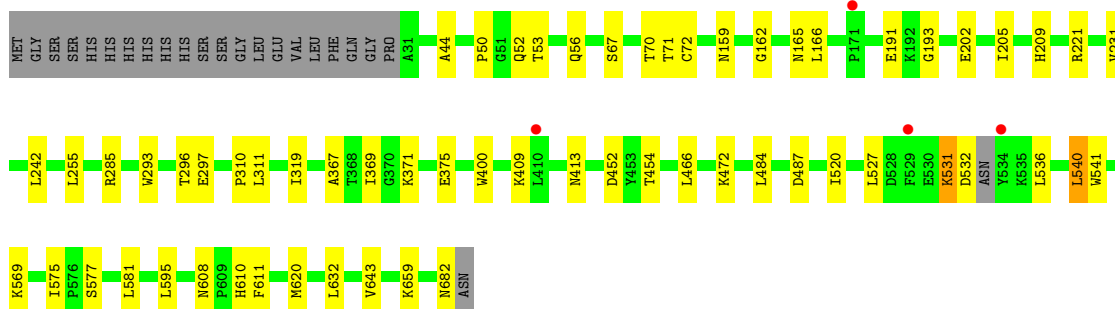 MET GLY SER SER HIS HIS HIS HIS HIS HIS SER SER GLY LEU GLU VAL LEU PHE GLN GLY PRO A31 A44 P50 G51 Q52 T53 Q56 S67 T70 T71 C72 N159 G162 N165 L166 P171 E191 K192 G193 E202 I205 H209 R221
L242 L255 R285 W293 T296 E297 P310 L311 I319 A367 T368 I369 G370 K371 E375 W400 K409 L410 N413 D452 Y453 T454 L466 K472 L484 D487 I520 L527 D528 F529 E530 K531 D532 ASN Y534 K535 L536 L540 W541
K569 I575 P576 S577 L581 L595 N608 P609 H610 F611 M620 L632 V643 K659 N682 ASN